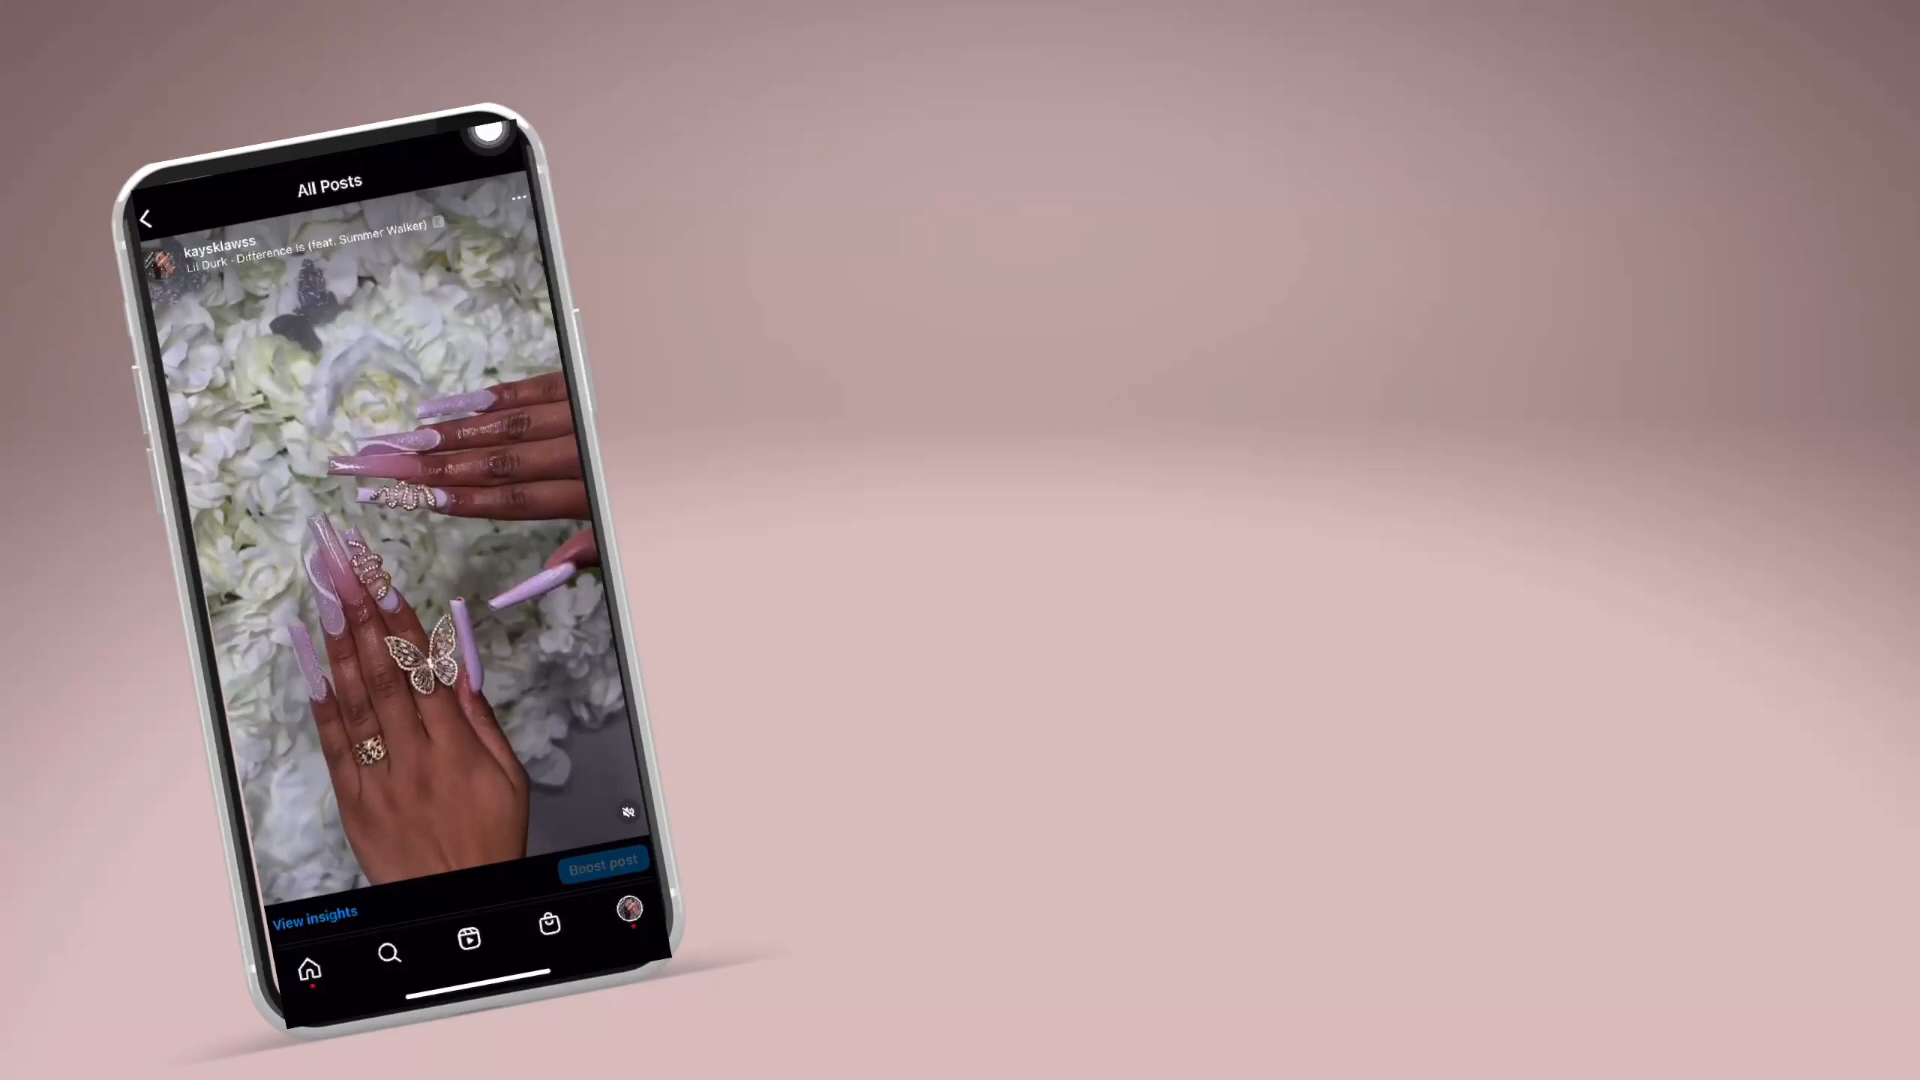 All Posts
kaysklawss
Lil Durk · Difference Is (feat. Summer Walker)
Boost post
View insights